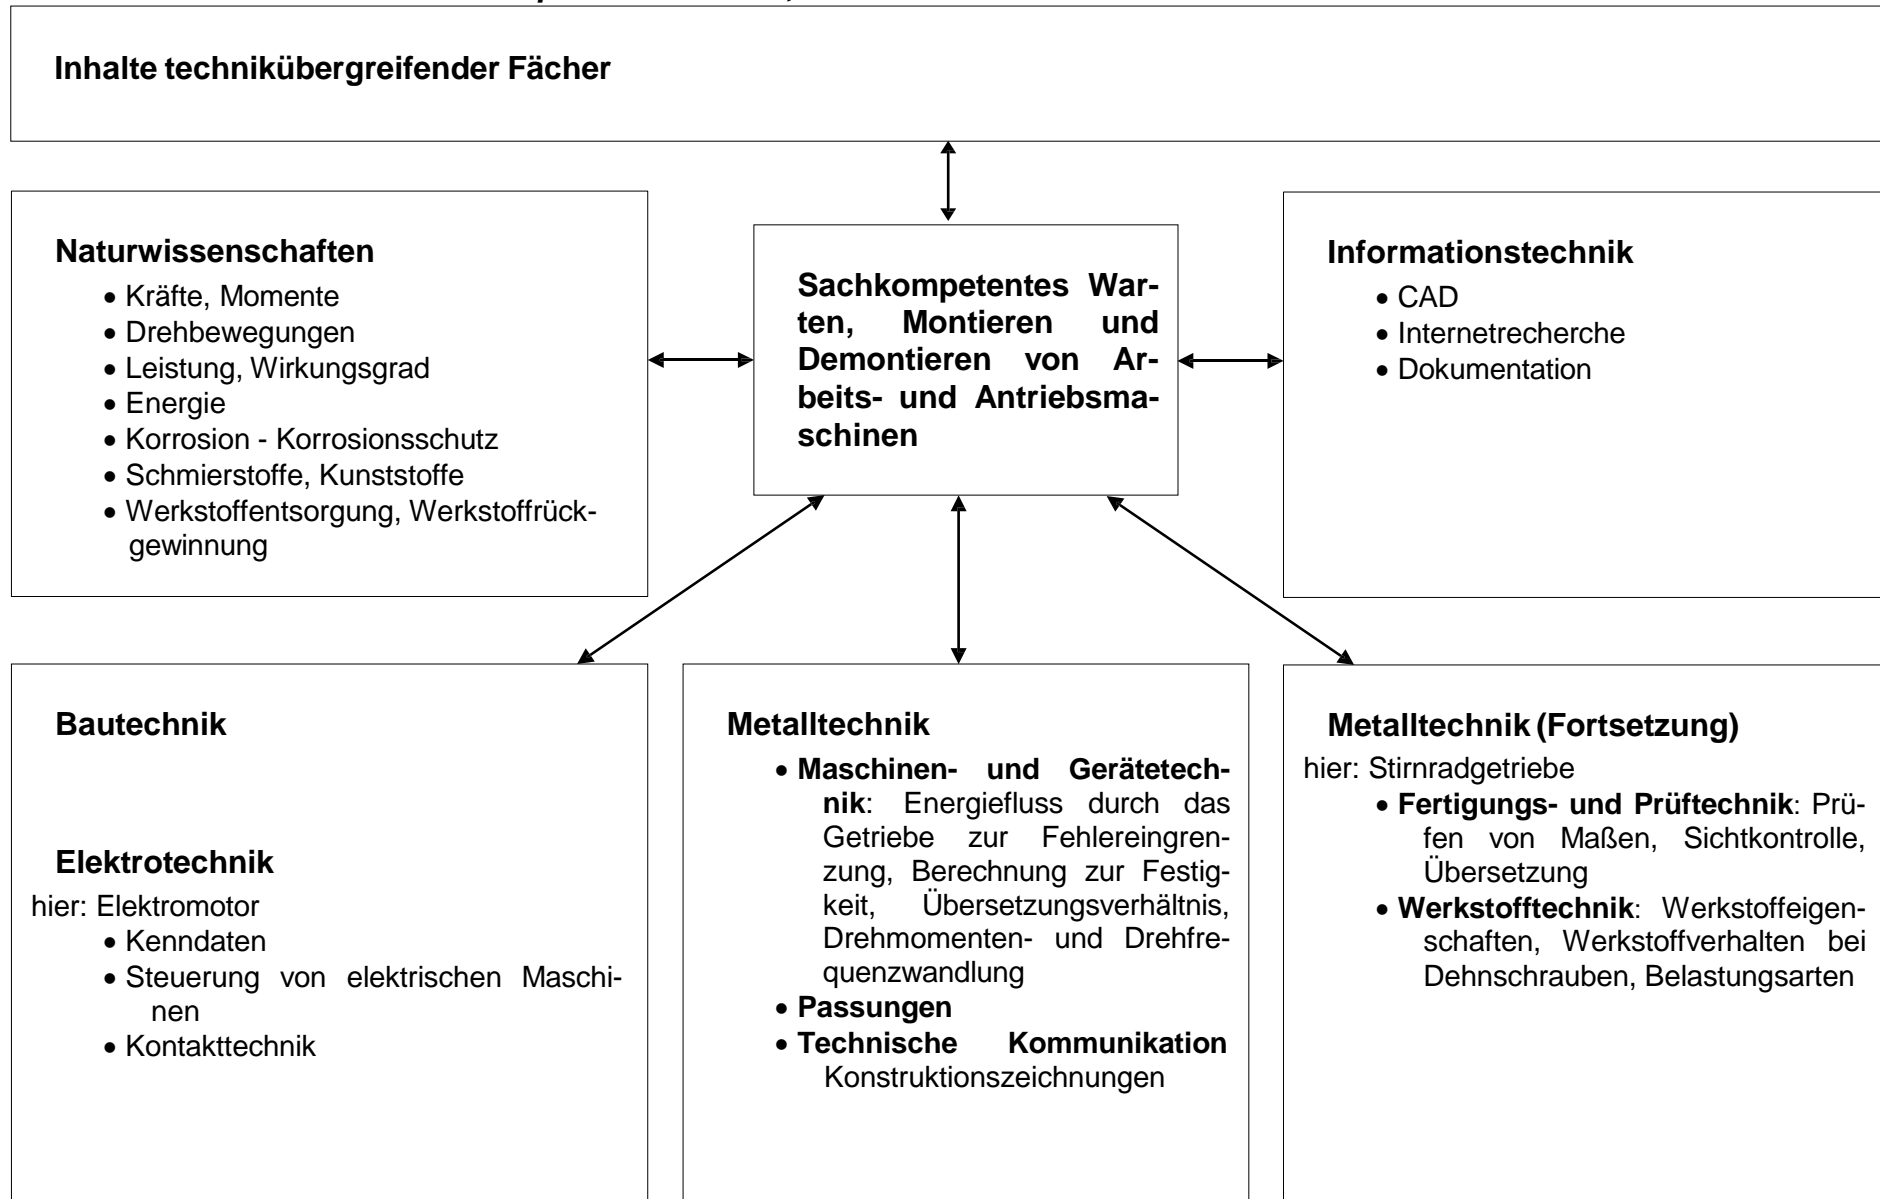 Inhalte technikübergreifender Fächer
Naturwissenschaften
• Kräfte, Momente
• Drehbewegungen
• Leistung, Wirkungsgrad
• Energie
• Korrosion - Korrosionsschutz
• Schmierstoffe, Kunststoffe
• Werkstoffentsorgung, Werkstoffrück-
gewinnung
Sachkompetentes War-
ten, Montieren und
Demontieren von Ar-
beits- und Antriebsma-
schinen
Informationstechnik
• CAD
• Internetrecherche
• Dokumentation
Bautechnik
Elektrotechnik
hier: Elektromotor
• Kenndaten
• Steuerung von elektrischen Maschi-
nen
• Kontakttechnik
Metalltechnik
• Maschinen- und Gerätetech-
nik: Energiefluss durch das
Getriebe zur Fehlereingren-
zung, Berechnung zur Festig-
keit, Übersetzungsverhältnis,
Drehmomenten- und Drehfre-
quenzwandlung
• Passungen
• Technische Kommunikation
Konstruktionszeichnungen
Metalltechnik (Fortsetzung)
hier: Stirnradgetriebe
• Fertigungs- und Prüftechnik: Prü-
fen von Maßen, Sichtkontrolle,
Übersetzung
• Werkstofftechnik: Werkstoffeigen-
schaften, Werkstoffverhalten bei
Dehnschrauben, Belastungsarten